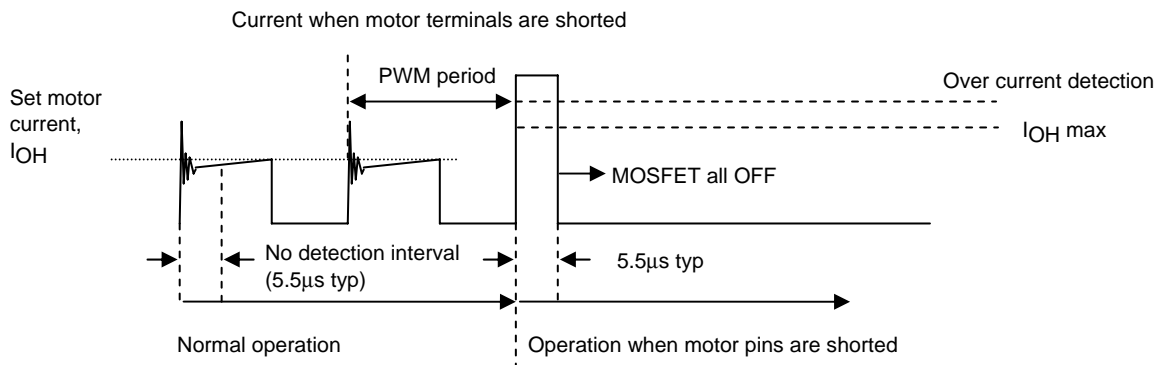 Current when motor terminals are shorted
PWM period
Over current detection
Set motor
current,
IOH
IOH max
MOSFET all OFF
No detection interval
(5.5μs typ)
5.5μs typ
Normal operation
Operation when motor pins are shorted